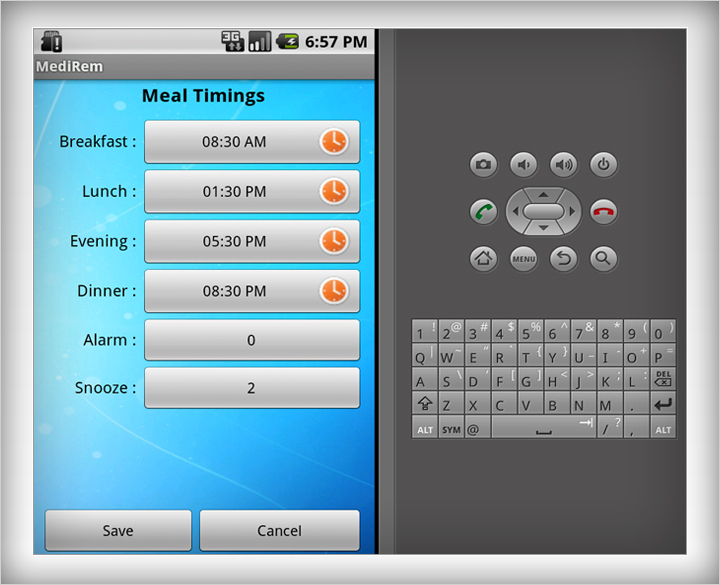 3G 6:57 PM
MediRem
Meal Timings
Breakfast : 08:30 AM
Lunch : 01:30 PM
Evening : 05:30 PM
Dinner : 08:30 PM
Alarm : 0
Snooze : 2
Save Cancel
MENU
1 ! 2 @ 3 # 4 $ 5 % 6 ^ 7 & 8 * 9 ( 0 )
Q | W ~ E " R ` T { Y } U _ I - O + P =
A S \ D ' F [ G ] H < J > K ; L : DEL
Z X C V B N M .
ALT SYM @ / ? , ALT